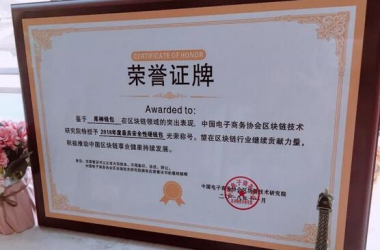 CERTIFICATE OF HONOR
荣誉证牌
Awarded to:
基于 库神钱包 在区块链领域的突出表现，中国电子商务协会区块链技术
研究院特授予 2018年度最具安全性硬钱包 光荣称号。望在区块链行业继续贡献力量，
积极推动中国区块链事业健康持续发展。
中国电子商务协会区块链技术研究院